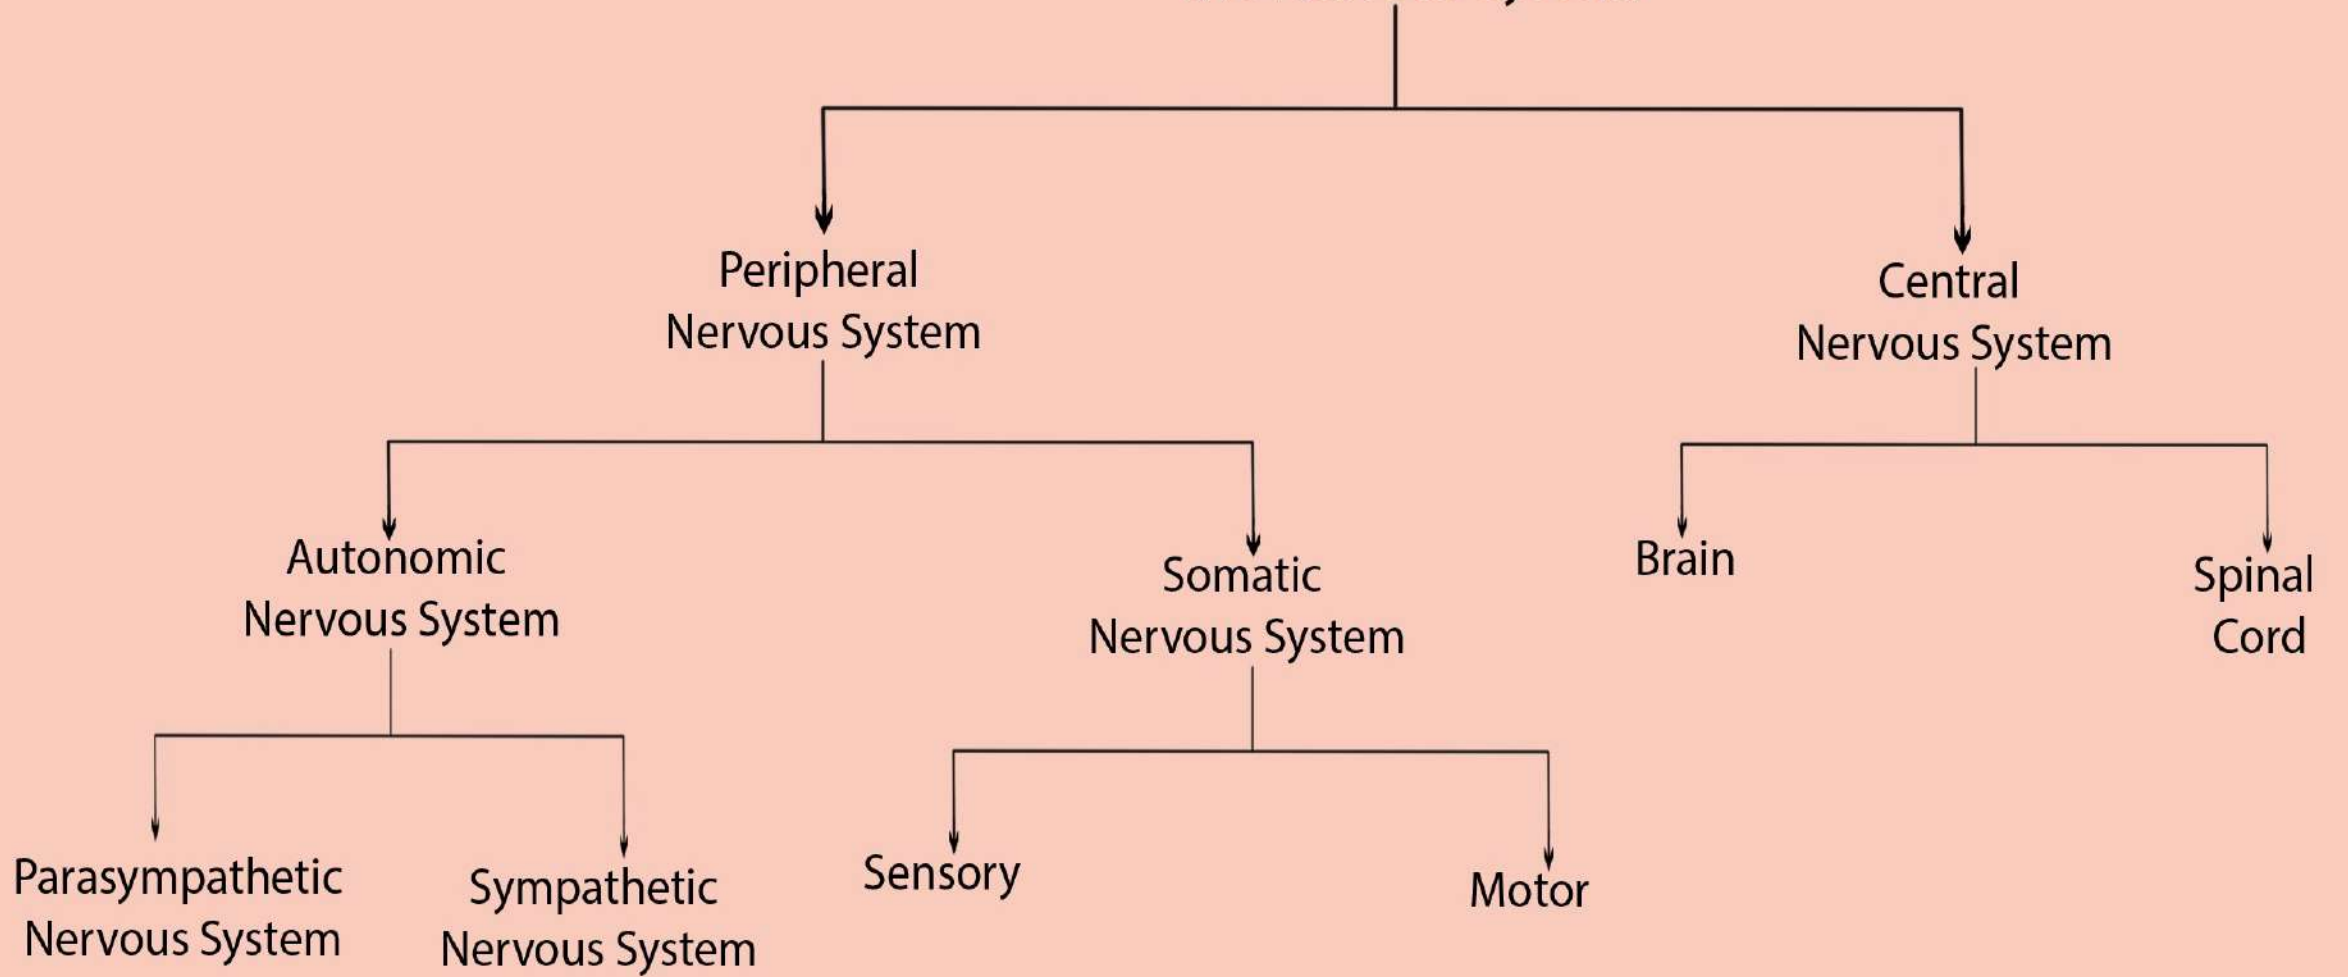 Peripheral
Nervous System
Central
Nervous System
Autonomic
Nervous System
Somatic
Nervous System
Brain
Spinal
Cord
Parasympathetic
Nervous System
Sympathetic
Nervous System
Sensory
Motor